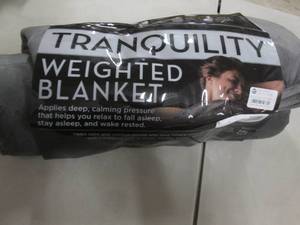 TRANQUILITY
WEIGHTED
BLANKET
Applies deep, calming pressure
that helps you relax to fall asleep,
stay asleep, and wake rested.